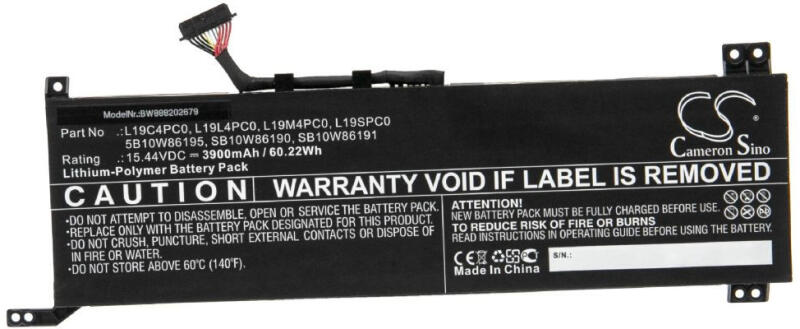 ModelNr.:BW999202679
Part No :L19C4PC0, L19L4PC0, L19M4PC0, L19SPC0
5B10W86195, SB10W86190, SB10W86191
Rating :15.44VDC ⎓ 3900mAh / 60.22Wh
Lithium-Polymer Battery Pack
CS
Cameron Sino
CAUTION
WARRANTY VOID IF LABEL IS REMOVED
•DO NOT ATTEMPT TO DISASSEMBLE, OPEN OR SERVICE THE BATTERY PACK.
•REPLACE ONLY WITH THE BATTERY PACK DESIGNATED FOR THIS PRODUCT.
•DO NOT CRUSH, PUNCTURE, SHORT EXTERNAL CONTACTS OR DISPOSE OF
IN FIRE OR WATER.
•DO NOT STORE ABOVE 60℃ (140℉).
ATTENTION!
NEW BATTERY PACK MUST BE FULLY CHARGED BEFORE USE.
TO REDUCE RISK OF FIRE OR BURNS
READ INSTRUCTIONS BEFORE USING THE BATTERY.
CE
Made In China
S/N.: